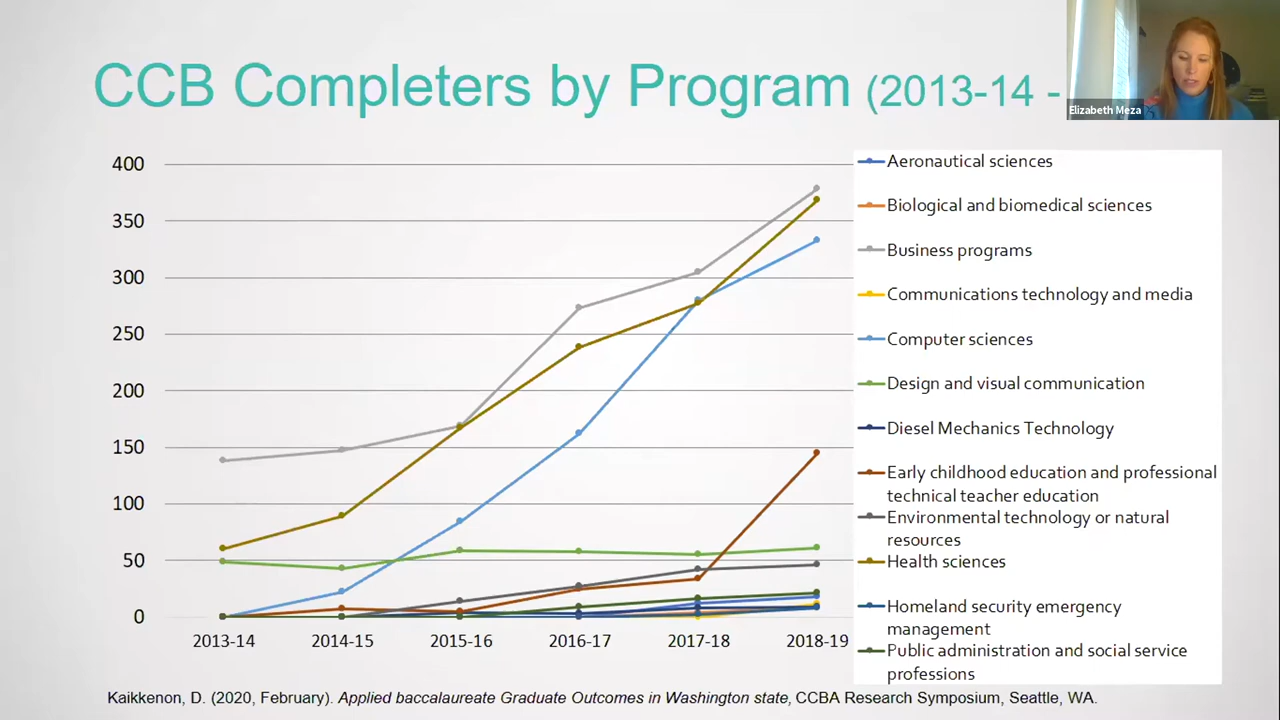 CCB Completers by Program (2013-14 -
Elizabeth Meza
400
350
300
250
200
150
100
50
0
2013-14 2014-15 2015-16 2016-17 2017-18 2018-19
Aeronautical sciences
Biological and biomedical sciences
Business programs
Communications technology and media
Computer sciences
Design and visual communication
Diesel Mechanics Technology
Early childhood education and professional
technical teacher education
Environmental technology or natural
resources
Health sciences
Homeland security emergency
management
Public administration and social service
professions
Kaikkenon, D. (2020, February). Applied baccalaureate Graduate Outcomes in Washington state, CCBA Research Symposium, Seattle, WA.